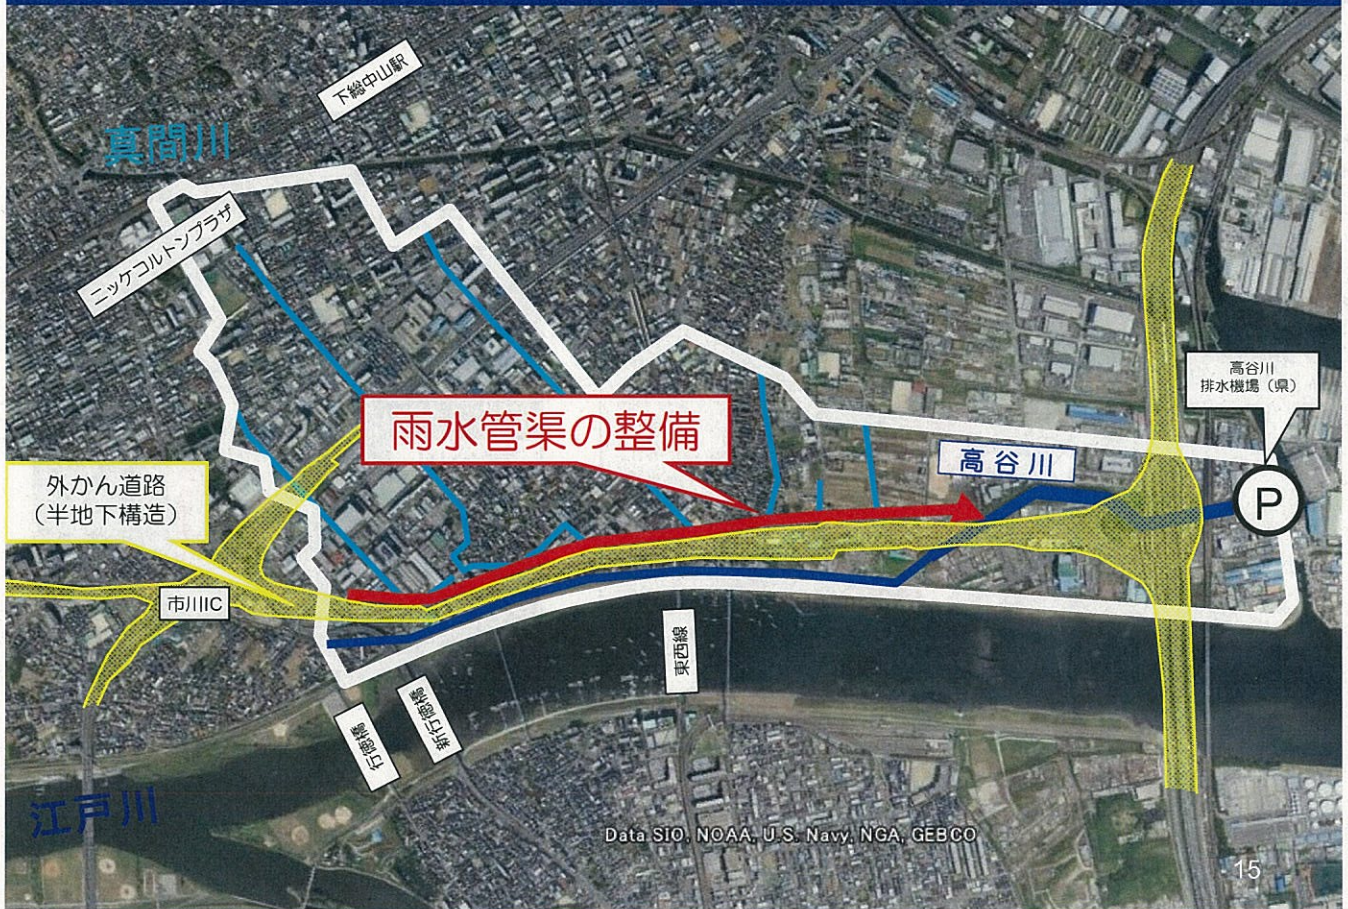 下総中山駅
真間川
ニッケコルトンプラザ
高谷川
排水機場（県）
雨水管渠の整備
高谷川
外かん道路
（半地下構造）
P
市川IC
東西線
行徳橋
新行徳橋
江戸川
Data SIO, NOAA, U.S. Navy, NGA, GEBCO
15